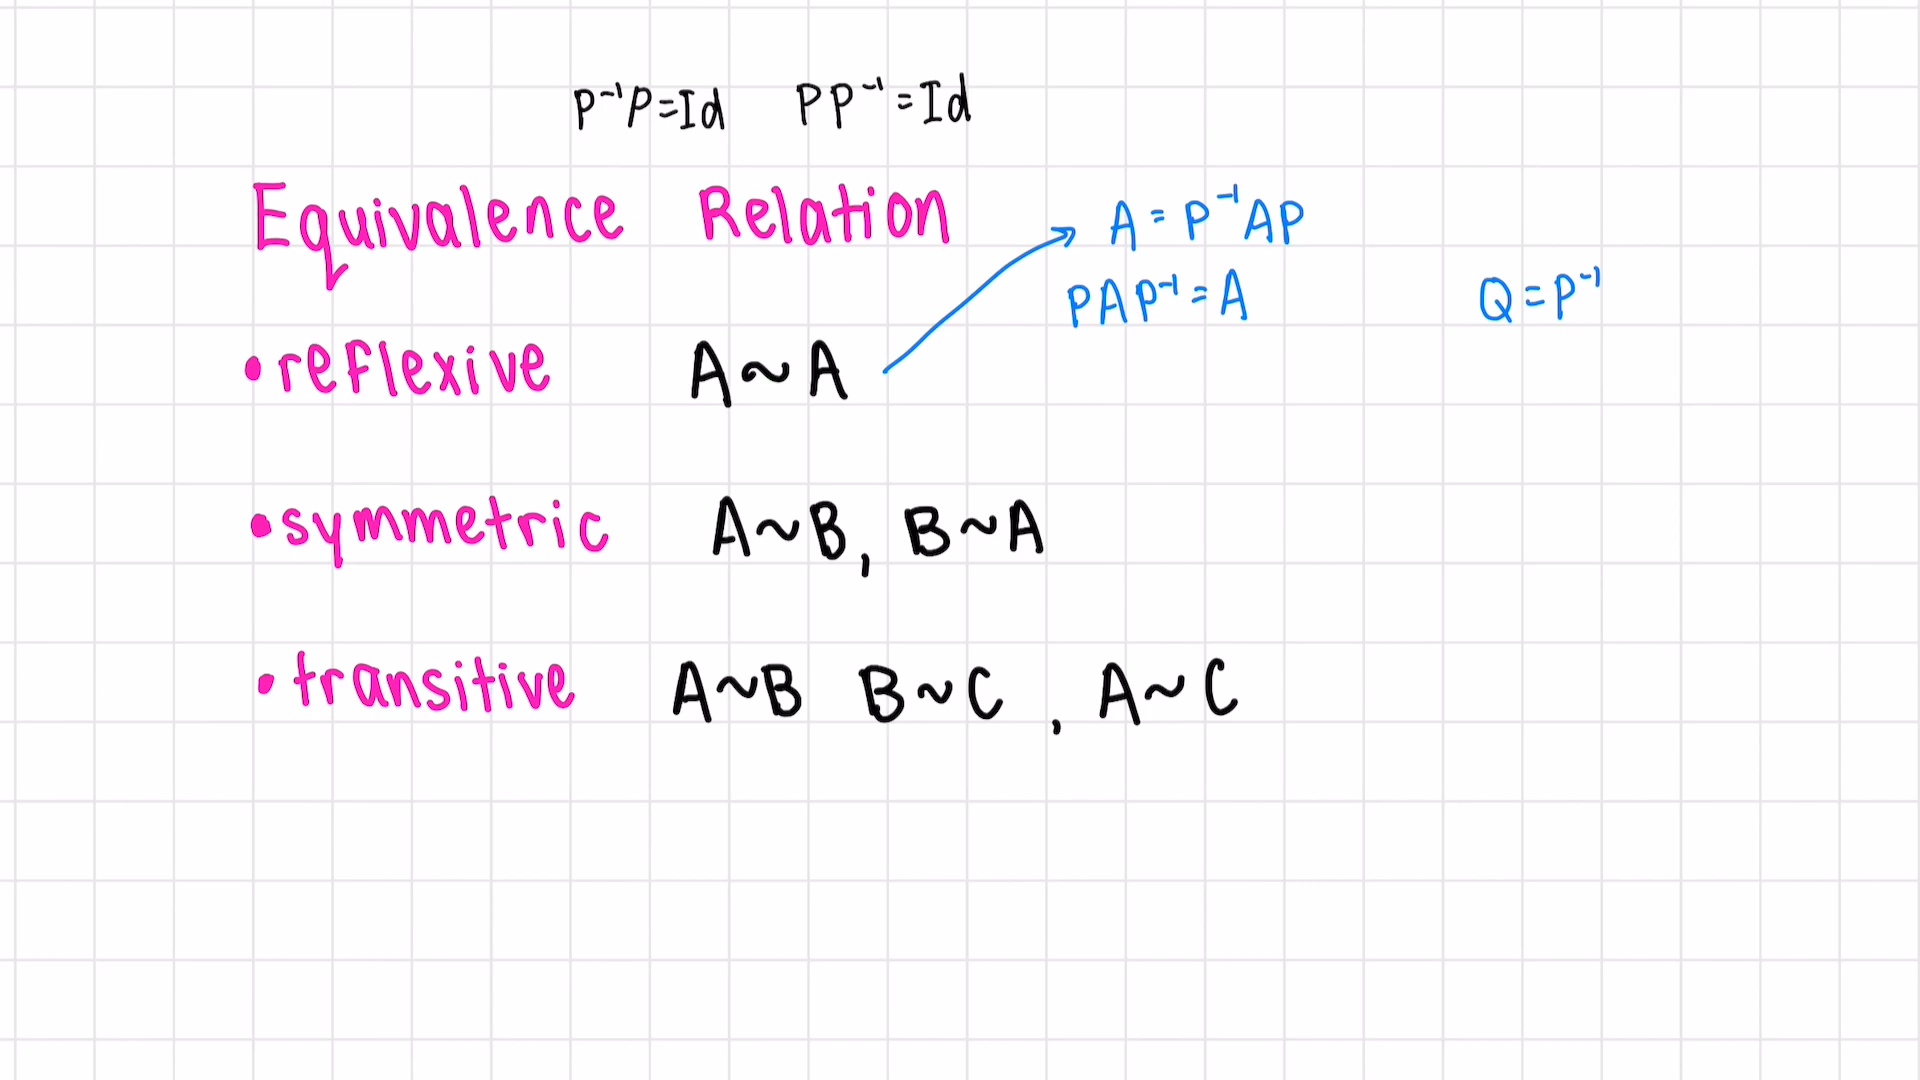 P⁻¹P=Id PP⁻¹=Id
Equivalence Relation
A=P⁻¹AP
PAP⁻¹=A Q=P⁻¹
•reflexive A~A
•symmetric A~B, B~A
•transitive A~B B~C , A~C